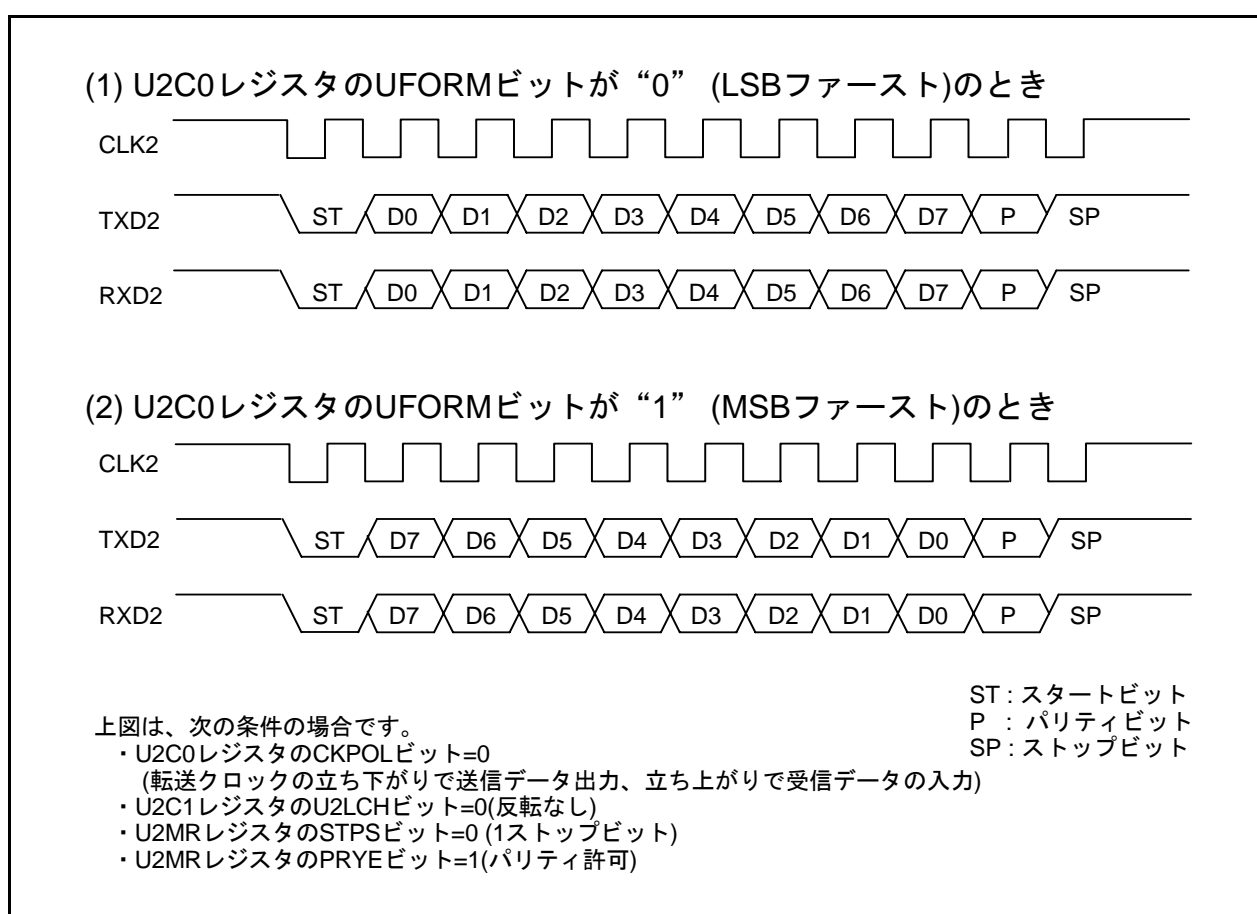 (1) U2C0レジスタのUFORMビットが“0” (LSBファースト)のとき
CLK2
TXD2 ST D0 D1 D2 D3 D4 D5 D6 D7 P SP
RXD2 ST D0 D1 D2 D3 D4 D5 D6 D7 P SP
(2) U2C0レジスタのUFORMビットが“1” (MSBファースト)のとき
CLK2
TXD2 ST D7 D6 D5 D4 D3 D2 D1 D0 P SP
RXD2 ST D7 D6 D5 D4 D3 D2 D1 D0 P SP
ST : スタートビット
P : パリティビット
SP : ストップビット
上図は、次の条件の場合です。
・U2C0レジスタのCKPOLビット=0
(転送クロックの立ち下がりで送信データ出力、立ち上がりで受信データの入力)
・U2C1レジスタのU2LCHビット=0(反転なし)
・U2MRレジスタのSTPSビット=0 (1ストップビット)
・U2MRレジスタのPRYEビット=1(パリティ許可)